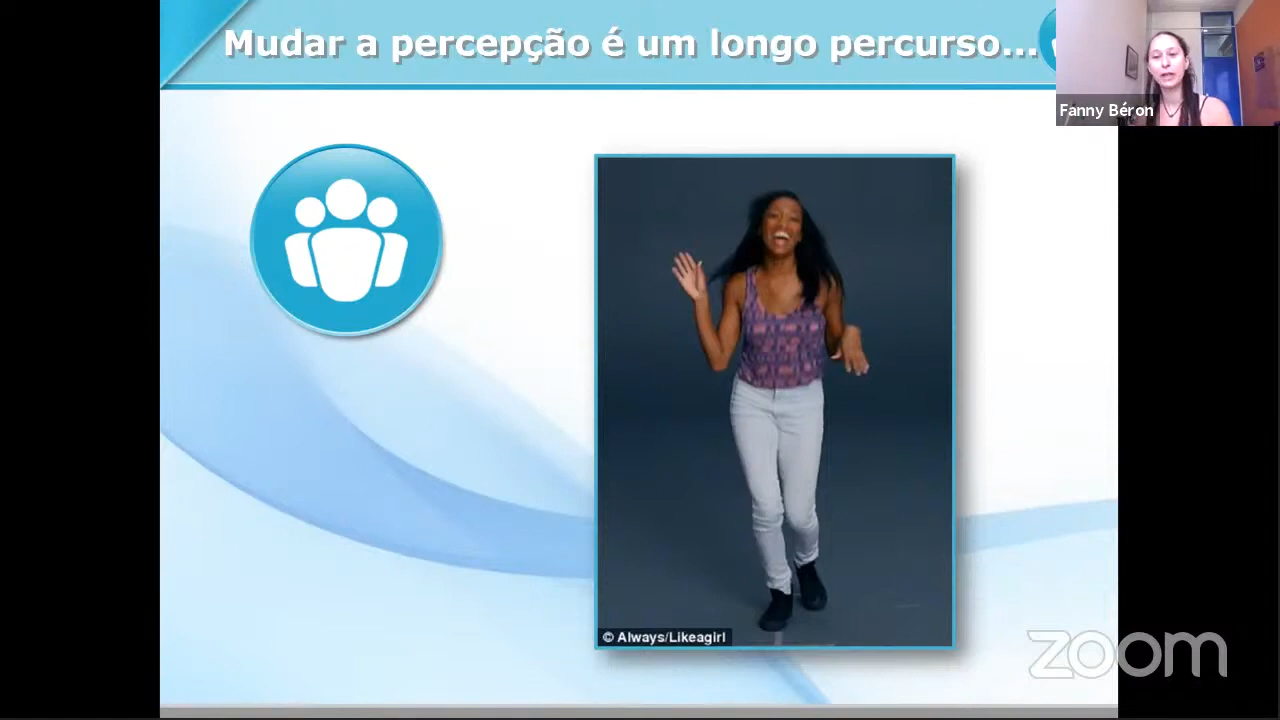 Mudar a percepção é um longo percurso...
Fanny Béron
© Always/Likeagirl
zoom